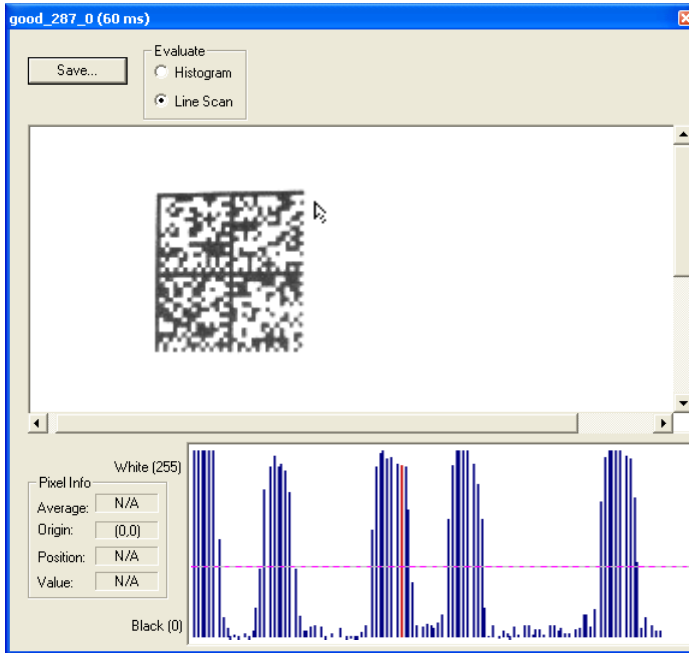 good_287_0 (60 ms)
Evaluate
Save...
Histogram
Line Scan
White (255)
Pixel Info
Average: N/A
Origin: (0,0)
Position: N/A
Value: N/A
Black (0)